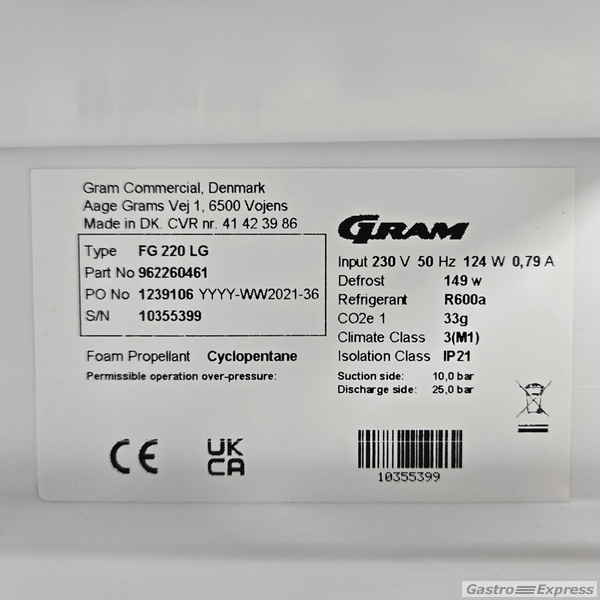 Gram Commercial, Denmark
Aage Grams Vej 1, 6500 Vojens
Made in DK. CVR nr. 41 42 39 86
Type FG 220 LG
Part No 962260461
PO No 1239106 YYYY-WW2021-36
S/N 10355399
Foam Propellant Cyclopentane
Permissible operation over-pressure:
CE
UK
CA
GRAM
Input 230 V 50 Hz 124 W 0,79 A
Defrost 149 w
Refrigerant R600a
CO2e 1 33g
Climate Class 3(M1)
Isolation Class IP21
Suction side: 10,0 bar
Discharge side: 25,0 bar
10355399
Gastro Express